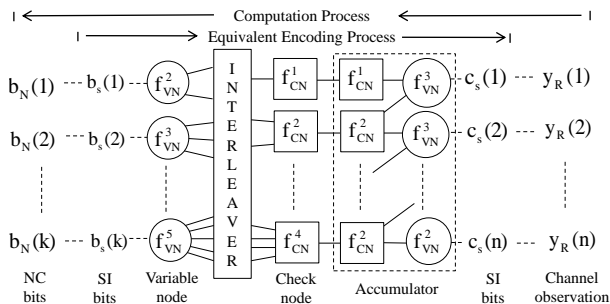 Computation Process
Equivalent Encoding Process
b_N(1) b_s(1) f_VN^2 f_CN^1 f_CN^1 f_VN^3 c_s(1) y_R(1)
b_N(2) b_s(2) f_VN^3 f_CN^2 f_CN^2 f_VN^3 c_s(2) y_R(2)
b_N(k) b_s(k) f_VN^5 f_CN^4 f_CN^2 f_VN^2 c_s(n) y_R(n)
INTERLEAVER
NC bits
SI bits
Variable node
Check node
Accumulator
SI bits
Channel observation